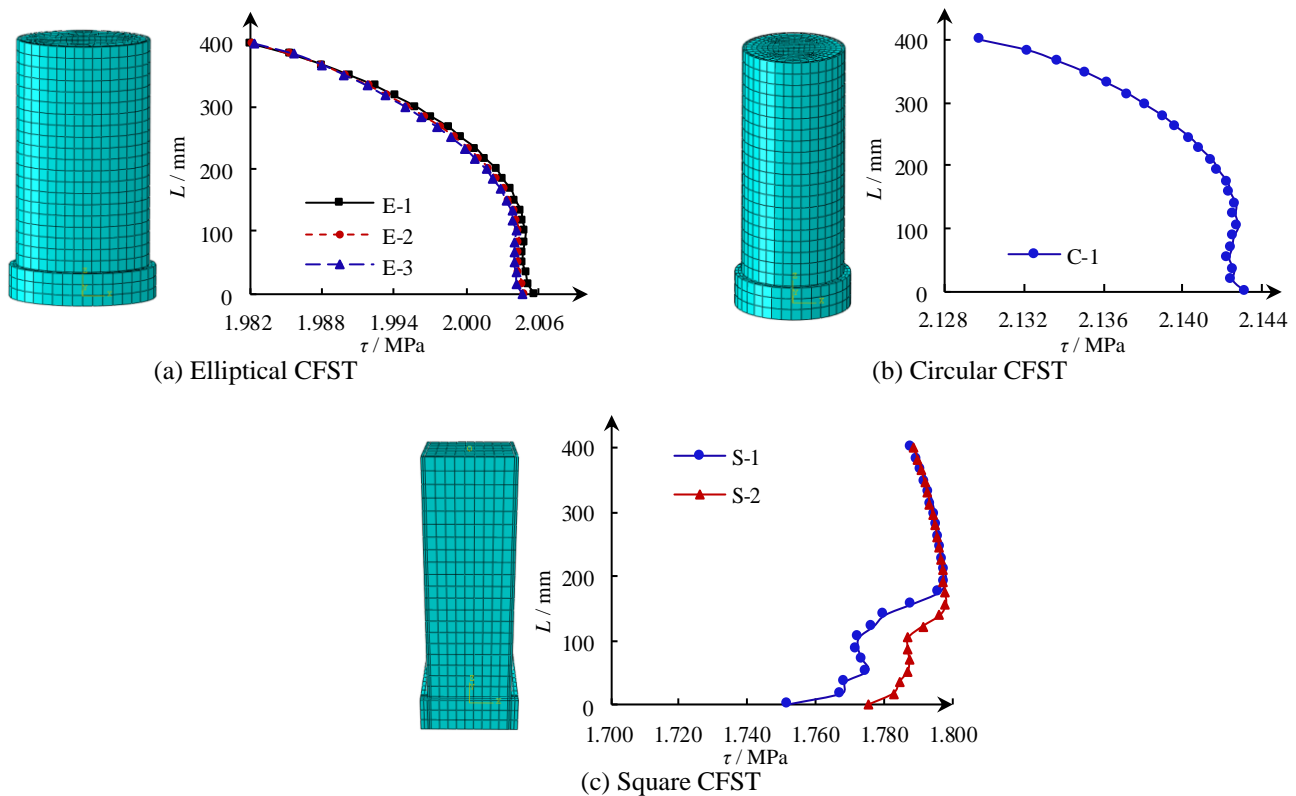 400
300
200
100
0
L / mm
E-1
E-2
E-3
1.982 1.988 1.994 2.000 2.006
τ / MPa
(a) Elliptical CFST
400
300
200
100
0
L / mm
C-1
2.128 2.132 2.136 2.140 2.144
τ / MPa
(b) Circular CFST
400
300
200
100
0
L / mm
S-1
S-2
1.700 1.720 1.740 1.760 1.780 1.800
τ / MPa
(c) Square CFST